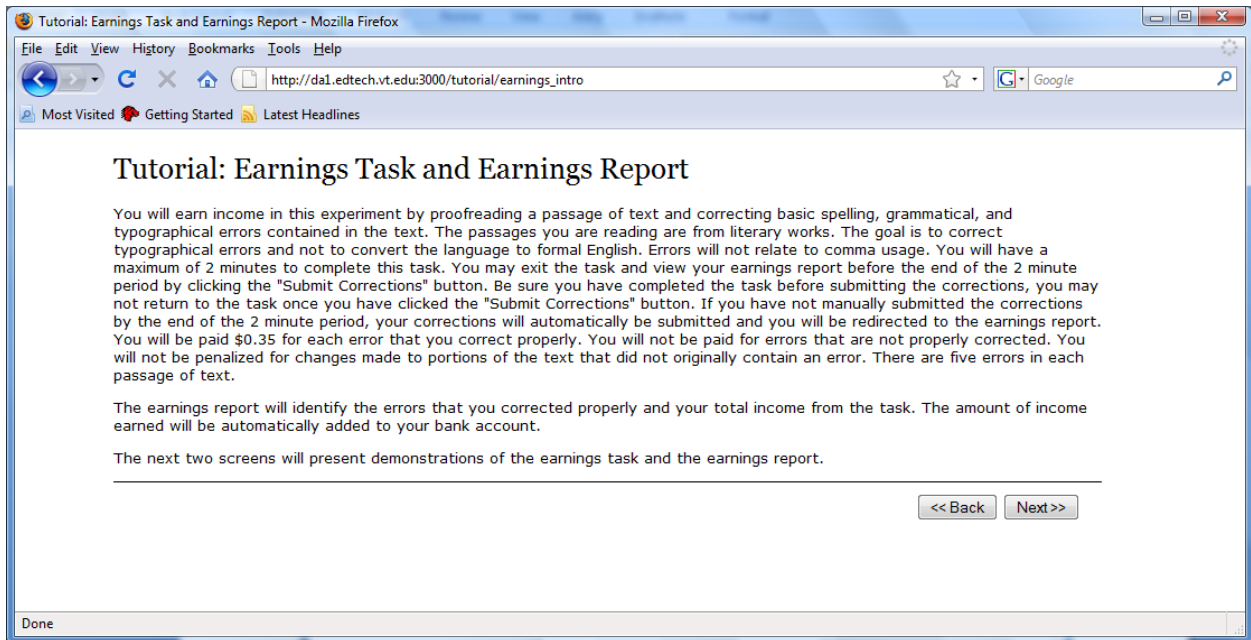 Tutorial: Earnings Task and Earnings Report - Mozilla Firefox
File Edit View History Bookmarks Tools Help
http://da1.edtech.vt.edu:3000/tutorial/earnings_intro
G Google
Most Visited Getting Started Latest Headlines
Tutorial: Earnings Task and Earnings Report
You will earn income in this experiment by proofreading a passage of text and correcting basic spelling, grammatical, and
typographical errors contained in the text. The passages you are reading are from literary works. The goal is to correct
typographical errors and not to convert the language to formal English. Errors will not relate to comma usage. You will have a
maximum of 2 minutes to complete this task. You may exit the task and view your earnings report before the end of the 2 minute
period by clicking the "Submit Corrections" button. Be sure you have completed the task before submitting the corrections, you may
not return to the task once you have clicked the "Submit Corrections" button. If you have not manually submitted the corrections
by the end of the 2 minute period, your corrections will automatically be submitted and you will be redirected to the earnings report.
You will be paid $0.35 for each error that you correct properly. You will not be paid for errors that are not properly corrected. You
will not be penalized for changes made to portions of the text that did not originally contain an error. There are five errors in each
passage of text.
The earnings report will identify the errors that you corrected properly and your total income from the task. The amount of income
earned will be automatically added to your bank account.
The next two screens will present demonstrations of the earnings task and the earnings report.
<< Back Next >>
Done